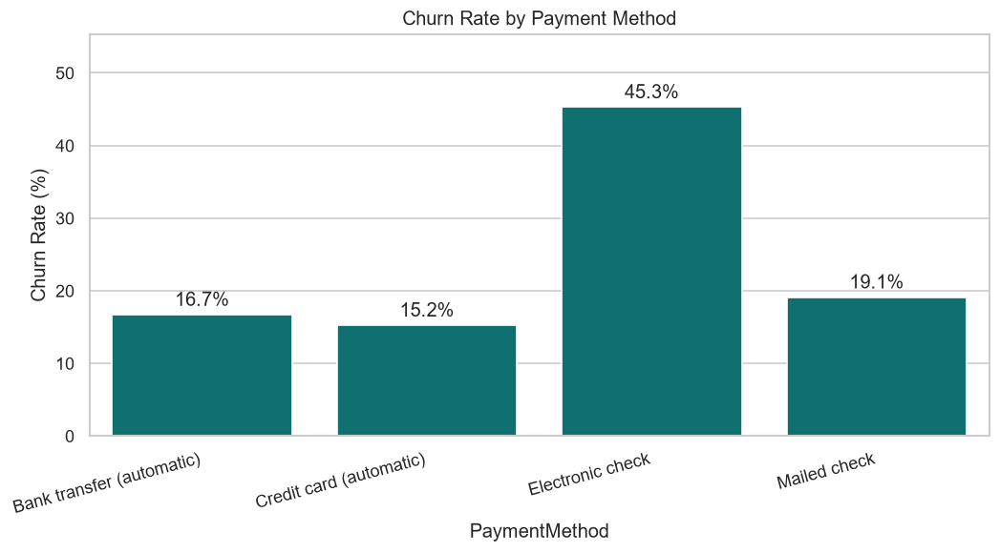 Churn Rate by Payment Method
Churn Rate (%)
50
40
30
20
10
0
16.7%
15.2%
45.3%
19.1%
Bank transfer (automatic)
Credit card (automatic)
Electronic check
Mailed check
PaymentMethod